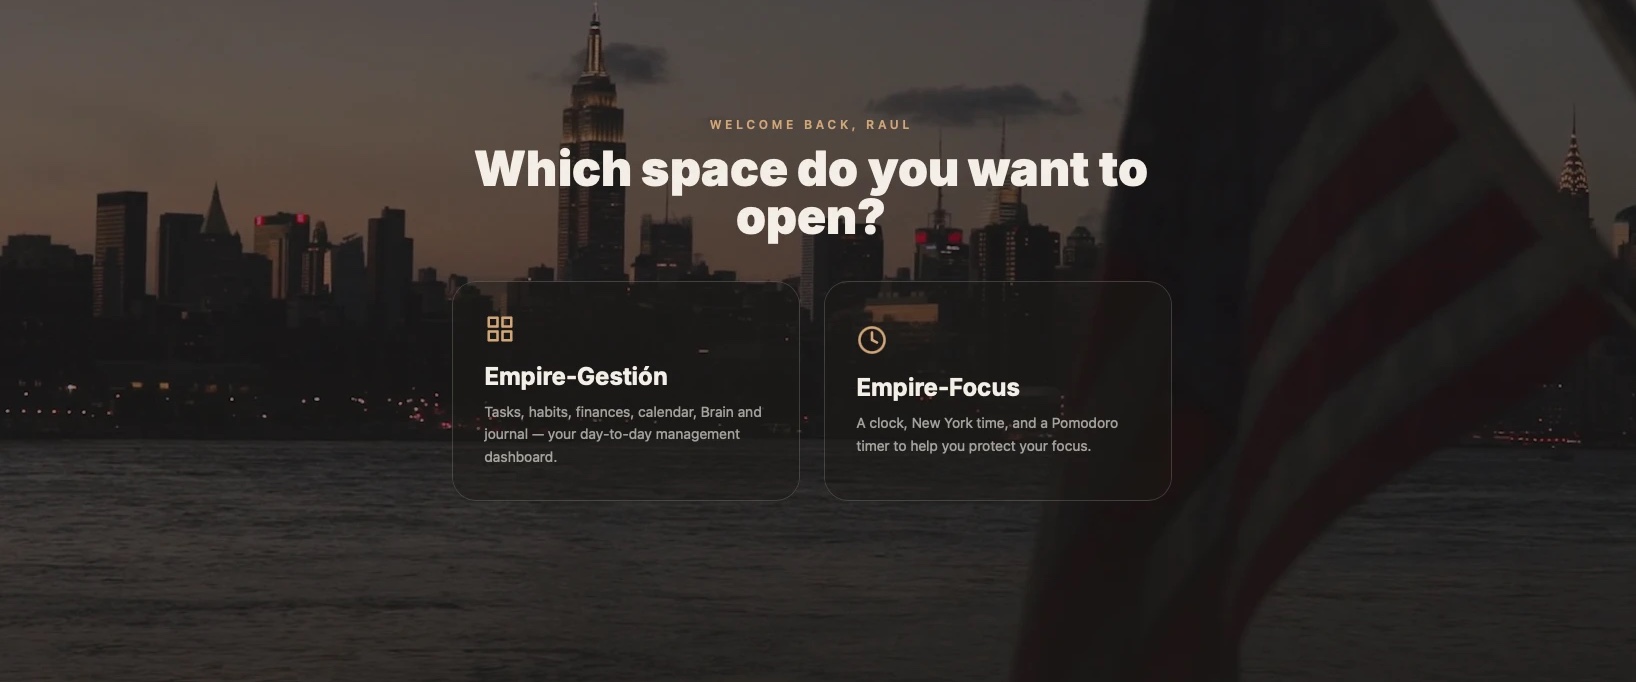 WELCOME BACK, RAUL
Which space do you want to
open?
Empire-Gestión
Tasks, habits, finances, calendar, Brain and
journal — your day-to-day management
dashboard.
Empire-Focus
A clock, New York time, and a Pomodoro
timer to help you protect your focus.